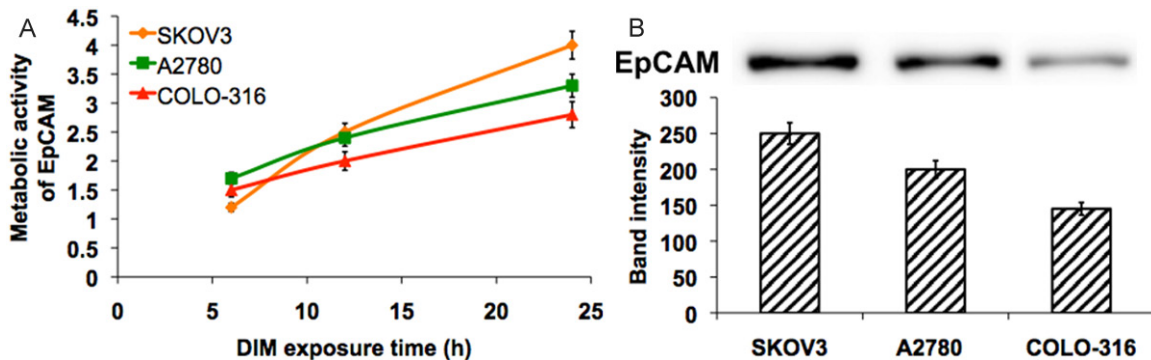 A
Metabolic activity
of EpCAM
4.5
4
3.5
3
2.5
2
1.5
1
0.5
0
SKOV3
A2780
COLO-316
0 5 10 15 20 25
DIM exposure time (h)
B
EpCAM
Band intensity
300
250
200
150
100
50
0
SKOV3 A2780 COLO-316